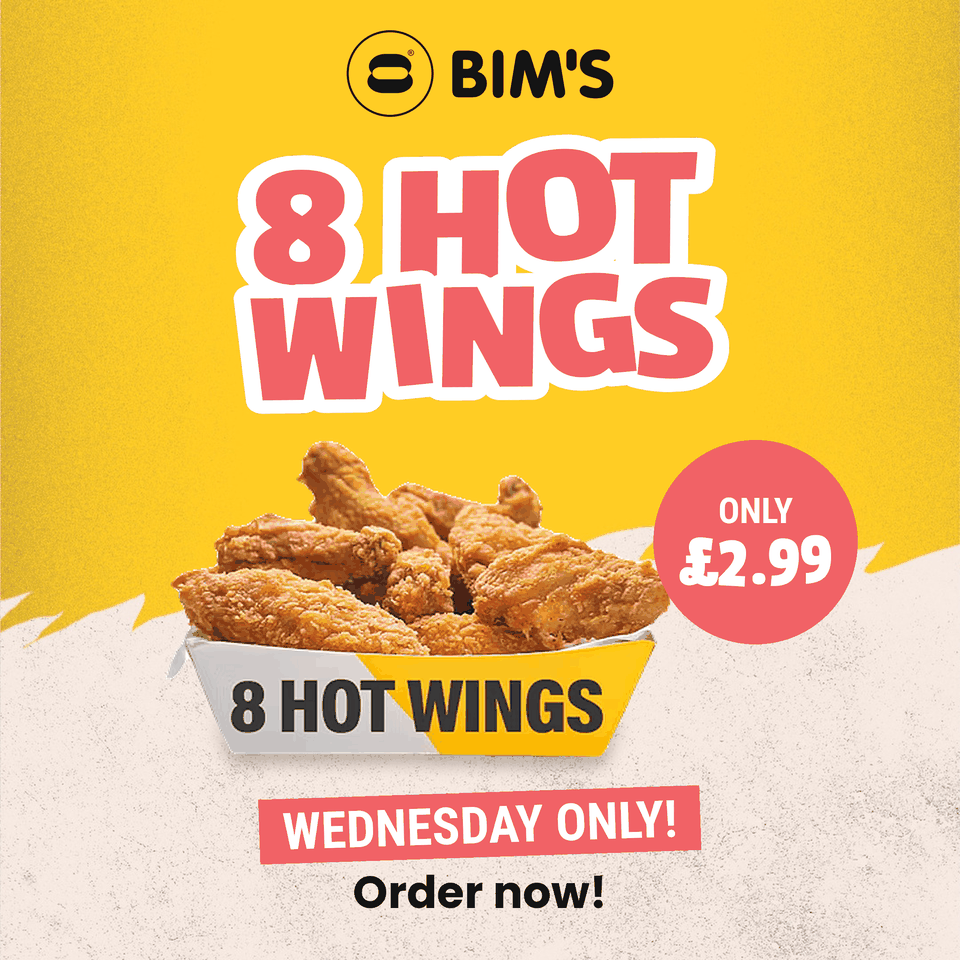 BIM'S
8 HOT
WINGS
ONLY
£2.99
8 HOT WINGS
WEDNESDAY ONLY!
Order now!